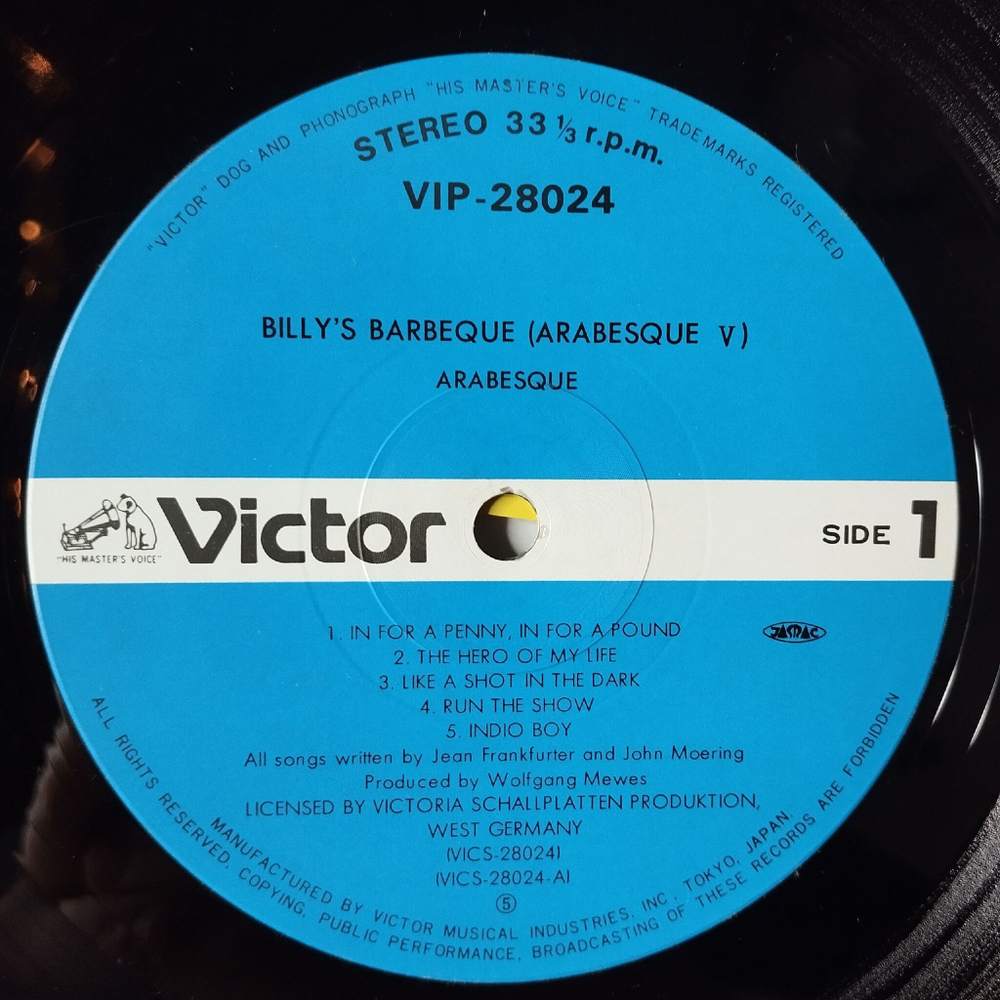 "VICTOR" DOG AND PHONOGRAPH "HIS MASTER'S VOICE" TRADEMARKS REGISTERED
STEREO 33 ⅓ r.p.m.
VIP-28024
BILLY'S BARBEQUE (ARABESQUE V)
ARABESQUE
"HIS MASTER'S VOICE"
Victor
SIDE 1
1. IN FOR A PENNY, IN FOR A POUND
JASRAC
2. THE HERO OF MY LIFE
3. LIKE A SHOT IN THE DARK
4. RUN THE SHOW
5. INDIO BOY
All songs written by Jean Frankfurter and John Moering
Produced by Wolfgang Mewes
LICENSED BY VICTORIA SCHALLPLATTEN PRODUKTION,
WEST GERMANY
(VICS-28024)
(VICS-28024-A)
⑤
MANUFACTURED BY VICTOR MUSICAL INDUSTRIES, INC., TOKYO, JAPAN.
ALL RIGHTS RESERVED. COPYING, PUBLIC PERFORMANCE, BROADCASTING OF THESE RECORDS ARE FORBIDDEN